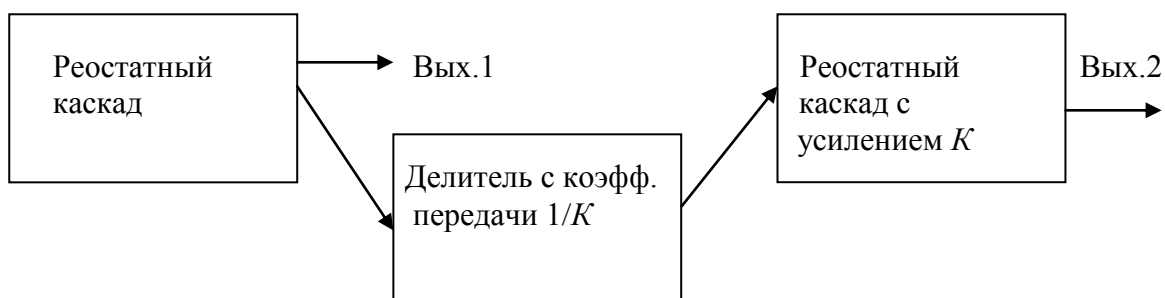 Реостатный
каскад
Вых.1
Делитель с коэфф.
передачи 1/К
Реостатный
каскад с
усилением К
Вых.2